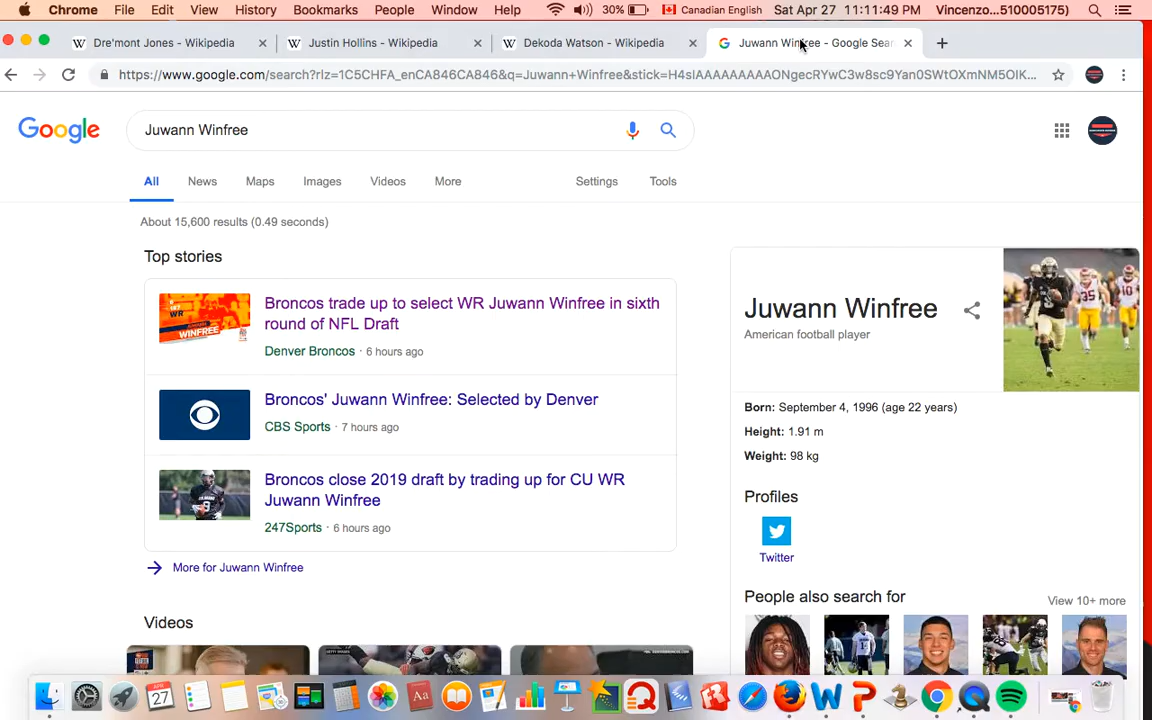 Chrome File Edit View History Bookmarks People Window Help 30% Canadian English Sat Apr 27 11:11:49 PM Vincenzo...510005175)
Dre'mont Jones - Wikipedia Justin Hollins - Wikipedia Dekoda Watson - Wikipedia Juwann Winfree - Google Sear
https://www.google.com/search?rlz=1C5CHFA_enCA846CA846&q=Juwann+Winfree&stick=H4sIAAAAAAAAAONgecRYwC3w8sc9Yan0SWtOXmNM5OIK...
Google Juwann Winfree
All News Maps Images Videos More Settings Tools
About 15,600 results (0.49 seconds)
Top stories
Broncos trade up to select WR Juwann Winfree in sixth
round of NFL Draft
Denver Broncos · 6 hours ago
Broncos' Juwann Winfree: Selected by Denver
CBS Sports · 7 hours ago
Broncos close 2019 draft by trading up for CU WR
Juwann Winfree
247Sports · 6 hours ago
More for Juwann Winfree
Videos
Juwann Winfree
American football player
Born: September 4, 1996 (age 22 years)
Height: 1.91 m
Weight: 98 kg
Profiles
Twitter
People also search for View 10+ more